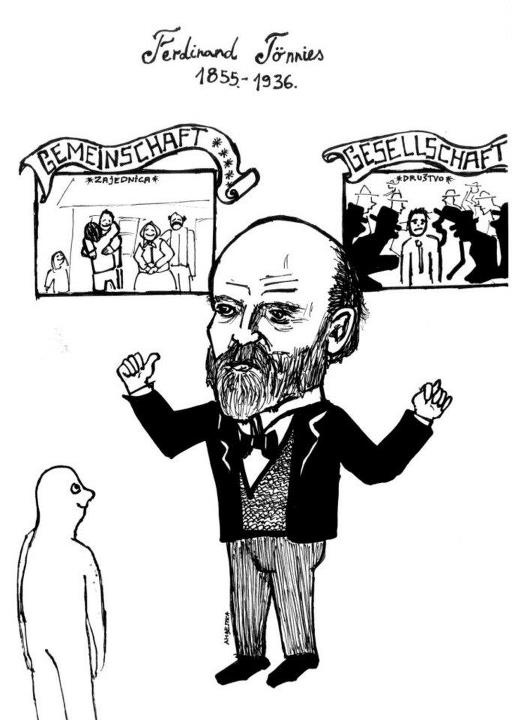 Ferdinand Tönnies
1855.-1936.
GEMEINSCHAFT
*ZAJEDNICA*
GESELLSCHAFT
*DRUŠTVO*